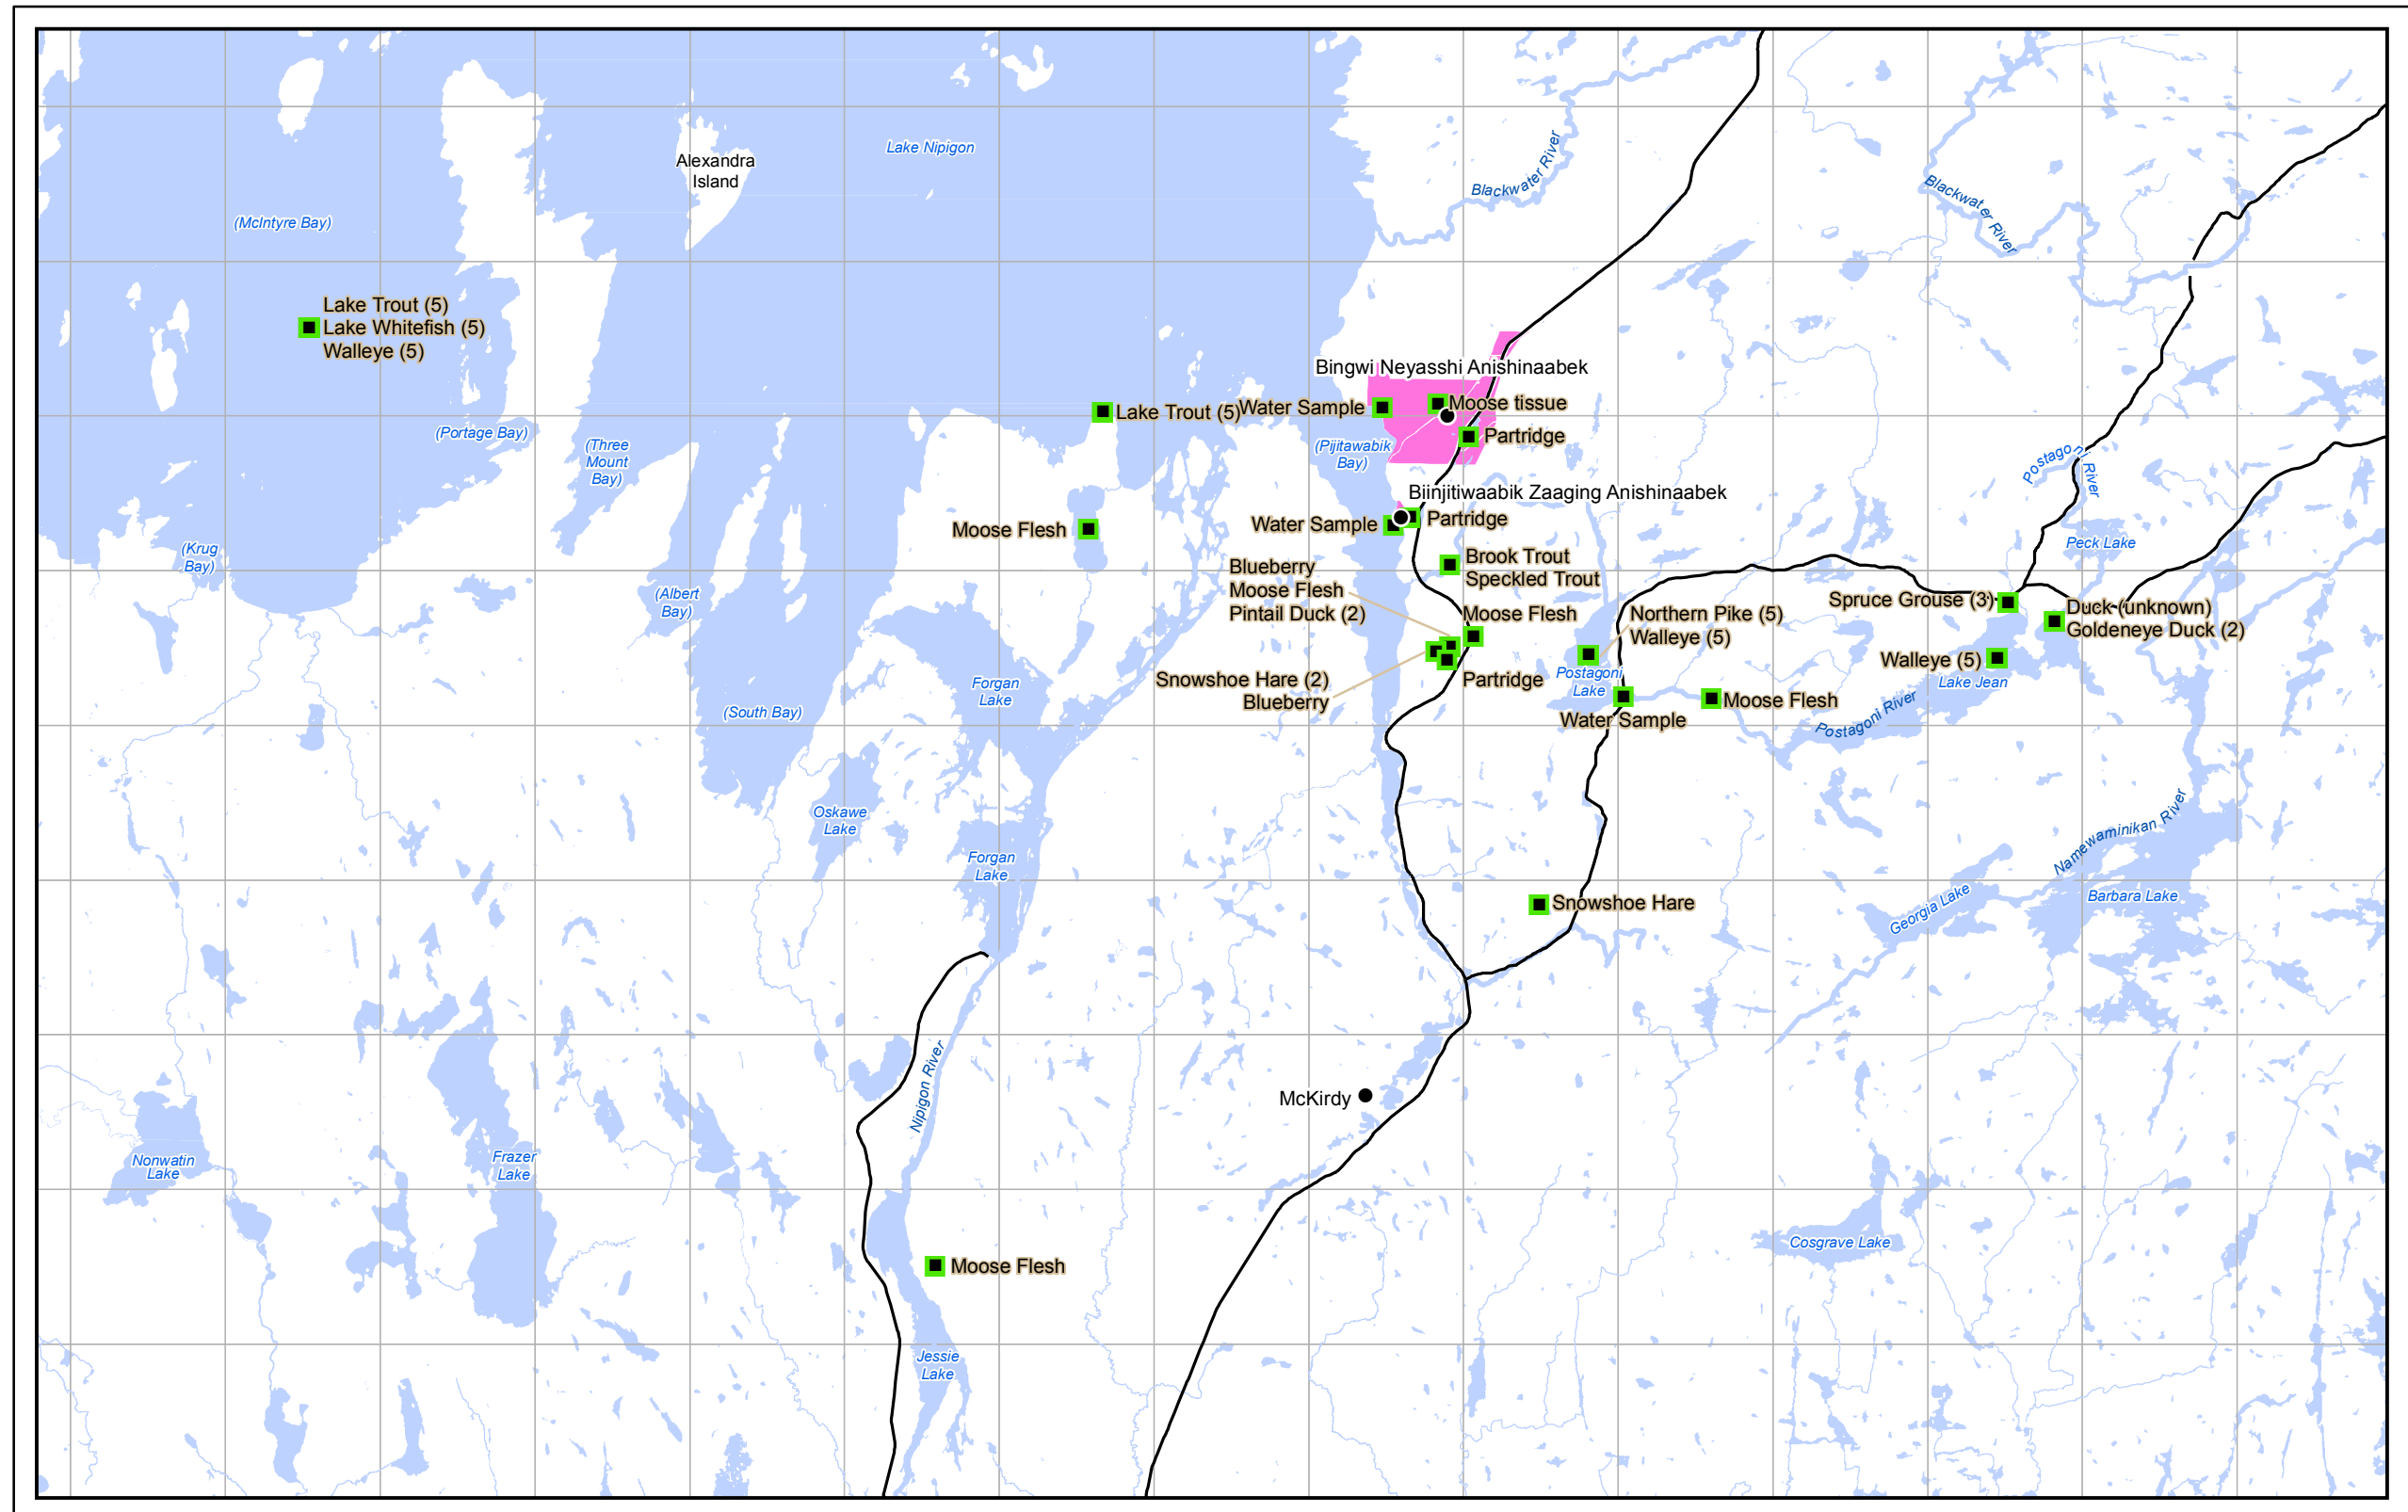 Blackwater River
Lake Nipigon
Alexandra
Island
Blackwater River
(McIntyre Bay)
Lake Trout (5)
Lake Whitefish (5)
Walleye (5)
Bingwi Neyasshi Anishinaabek
Lake Trout (5)
Water Sample
Moose tissue
Partridge
(Portage Bay)
(Three
Mount
Bay)
(Pijitawabik
Bay)
Postagoni River
Biinjitiwaabik Zaaging Anishinaabek
Water Sample
Partridge
Moose Flesh
(Krug
Bay)
Peck Lake
Brook Trout
Speckled Trout
Blueberry
Moose Flesh
Pintail Duck (2)
(Albert
Bay)
Moose Flesh
Northern Pike (5)
Walleye (5)
Spruce Grouse (3)
Duck (unknown)
Goldeneye Duck (2)
Walleye (5)
Lake Jean
Postagoni
Lake
Snowshoe Hare (2)
Blueberry
Partridge
Forgan
Lake
Moose Flesh
Water Sample
(South Bay)
Postagoni River
Oskawe
Lake
Forgan
Lake
Namewaminikan River
Georgia Lake
Barbara Lake
Snowshoe Hare
Nipigon River
McKirdy
Nonwatin
Lake
Frazer
Lake
Cosgrave Lake
Moose Flesh
Jessie
Lake